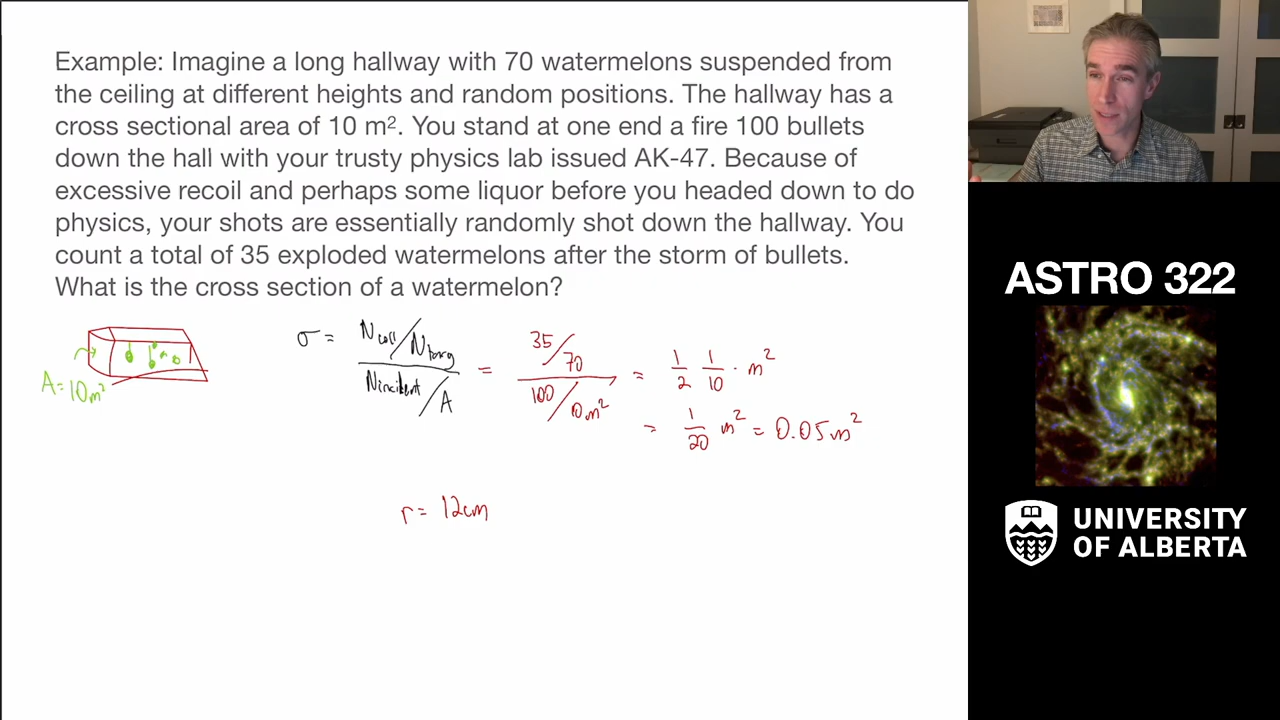 Example: Imagine a long hallway with 70 watermelons suspended from
the ceiling at different heights and random positions. The hallway has a
cross sectional area of 10 m². You stand at one end a fire 100 bullets
down the hall with your trusty physics lab issued AK-47. Because of
excessive recoil and perhaps some liquor before you headed down to do
physics, your shots are essentially randomly shot down the hallway. You
count a total of 35 exploded watermelons after the storm of bullets.
What is the cross section of a watermelon?
A=10m²
σ = Ncoll/Ntarg / Nincident/A = 35/70 / 100/10m² = 1/2 1/10 · m²
= 1/20 m² = 0.05m²
r = 12cm
ASTRO 322
UNIVERSITY
OF ALBERTA